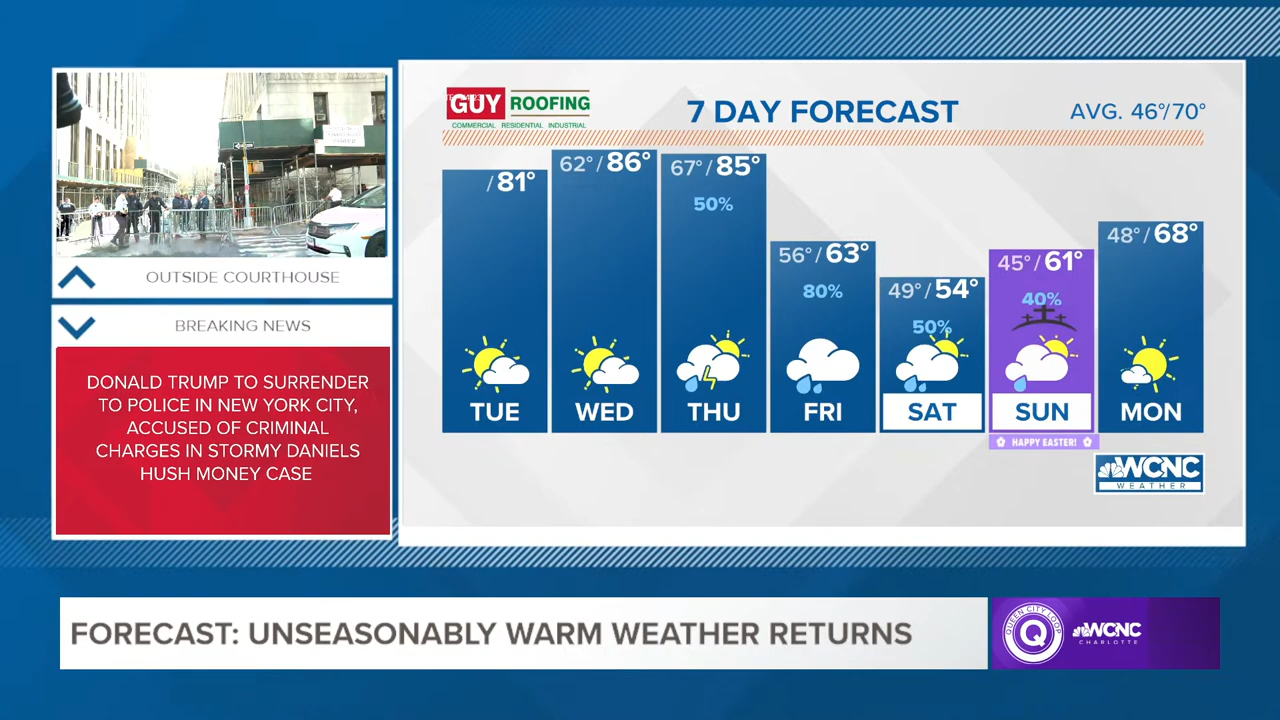 OUTSIDE COURTHOUSE
BREAKING NEWS
DONALD TRUMP TO SURRENDER
TO POLICE IN NEW YORK CITY,
ACCUSED OF CRIMINAL
CHARGES IN STORMY DANIELS
HUSH MONEY CASE
GUY ROOFING
COMMERCIAL RESIDENTIAL INDUSTRIAL
7 DAY FORECAST
AVG. 46°/70°
/81°
TUE
62°/86°
WED
67°/85°
50%
THU
56°/63°
80%
FRI
49°/54°
50%
SAT
45°/61°
40%
SUN
HAPPY EASTER!
48°/68°
MON
WCNC
WEATHER
FORECAST: UNSEASONABLY WARM WEATHER RETURNS
QUEEN CITY LOOP
Q
WCNC
CHARLOTTE